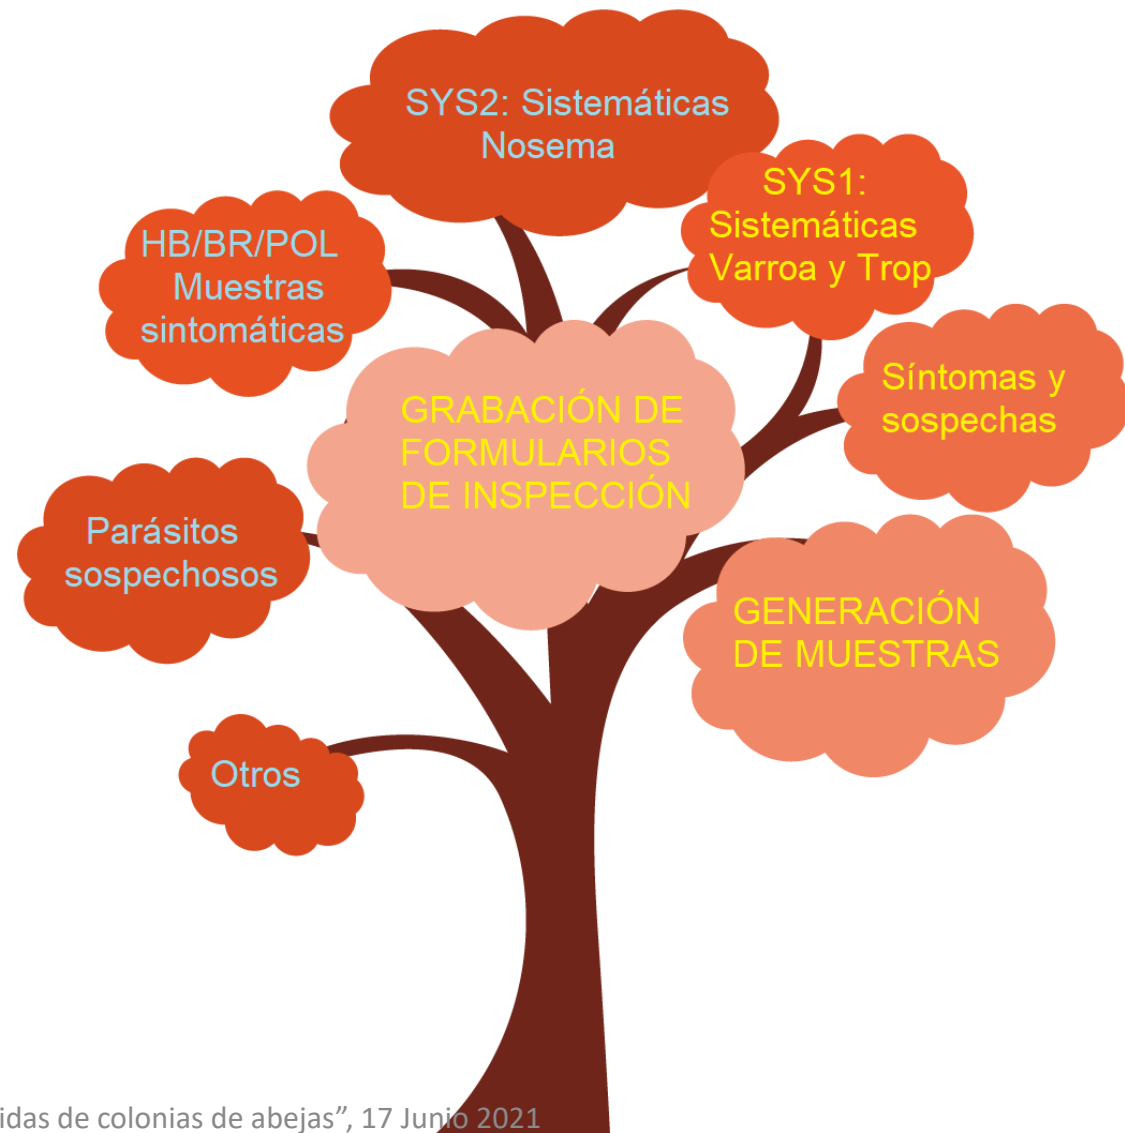 SYS2: Sistemáticas
Nosema
SYS1:
Sistemáticas
Varroa y Trop
HB/BR/POL
Muestras
sintomáticas
Síntomas y
sospechas
GRABACIÓN DE
FORMULARIOS
DE INSPECCIÓN
Parásitos
sospechosos
GENERACIÓN
DE MUESTRAS
Otros
idas de colonias de abejas”, 17 Junio 2021